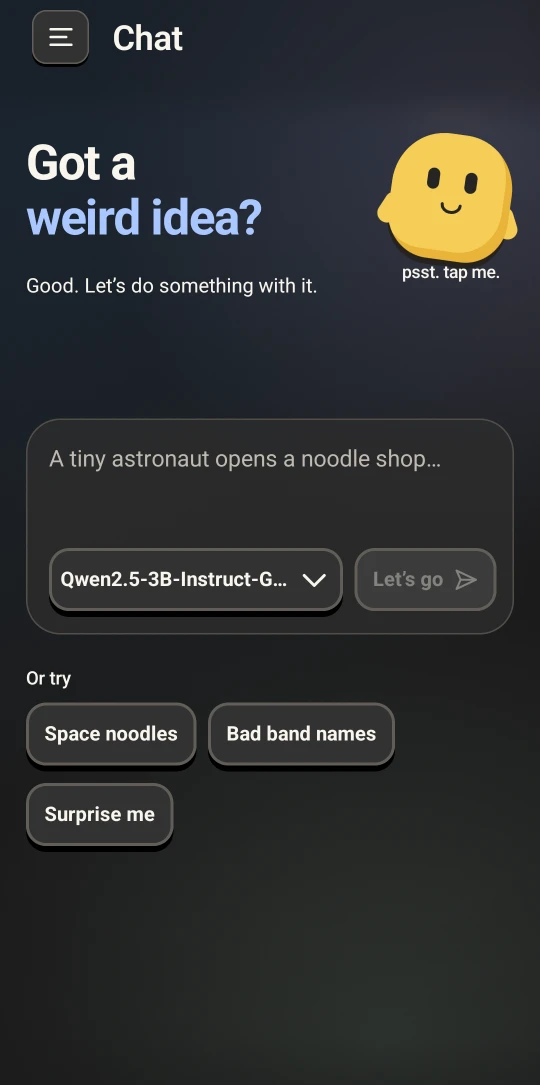 Chat
Got a
weird idea?
Good. Let’s do something with it.
psst. tap me.
A tiny astronaut opens a noodle shop…
Qwen2.5-3B-Instruct-G…
Let’s go
Or try
Space noodles
Bad band names
Surprise me